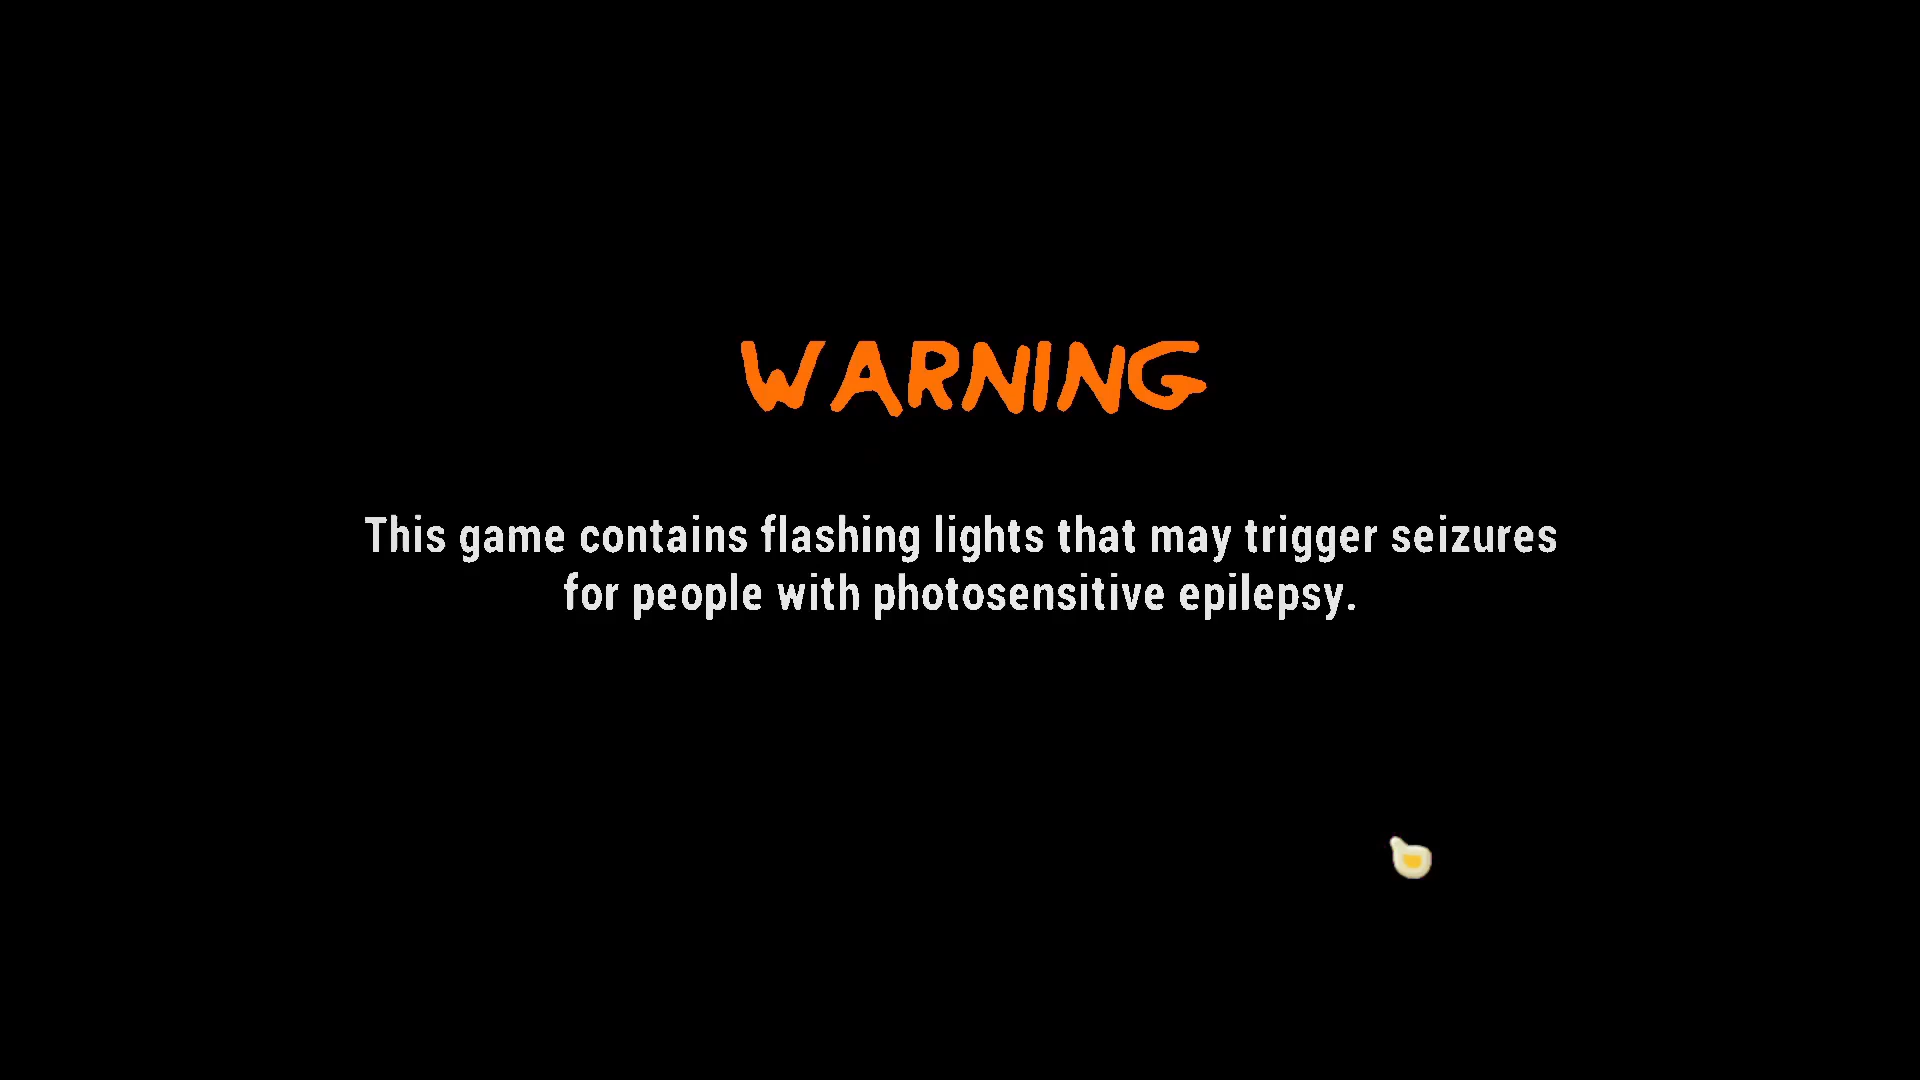 WARNING
This game contains flashing lights that may trigger seizures
for people with photosensitive epilepsy.